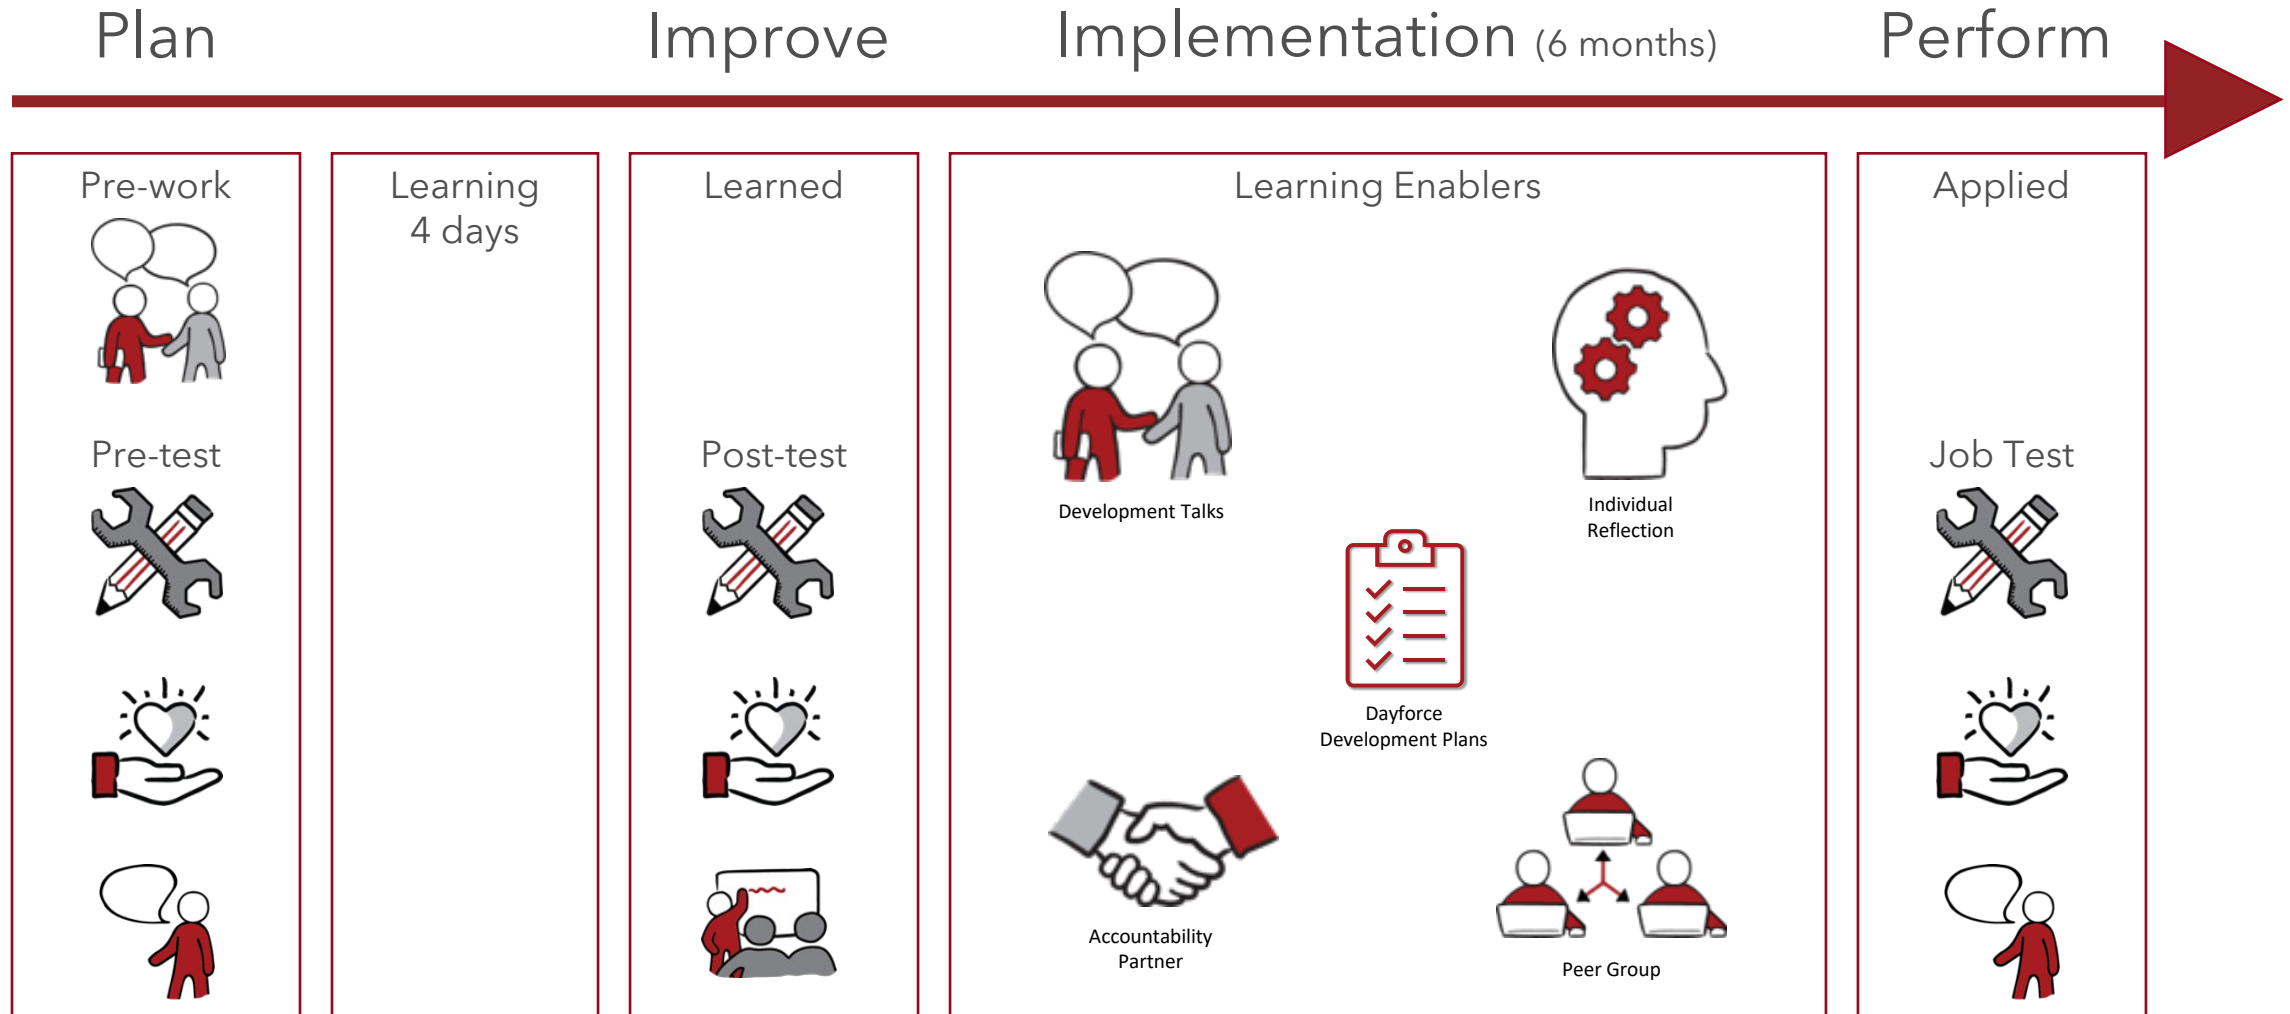 Plan
Improve
Implementation (6 months)
Perform
Pre-work
Pre-test
Learning
4 days
Learned
Post-test
Learning Enablers
Development Talks
Individual
Reflection
Dayforce
Development Plans
Accountability
Partner
Peer Group
Applied
Job Test